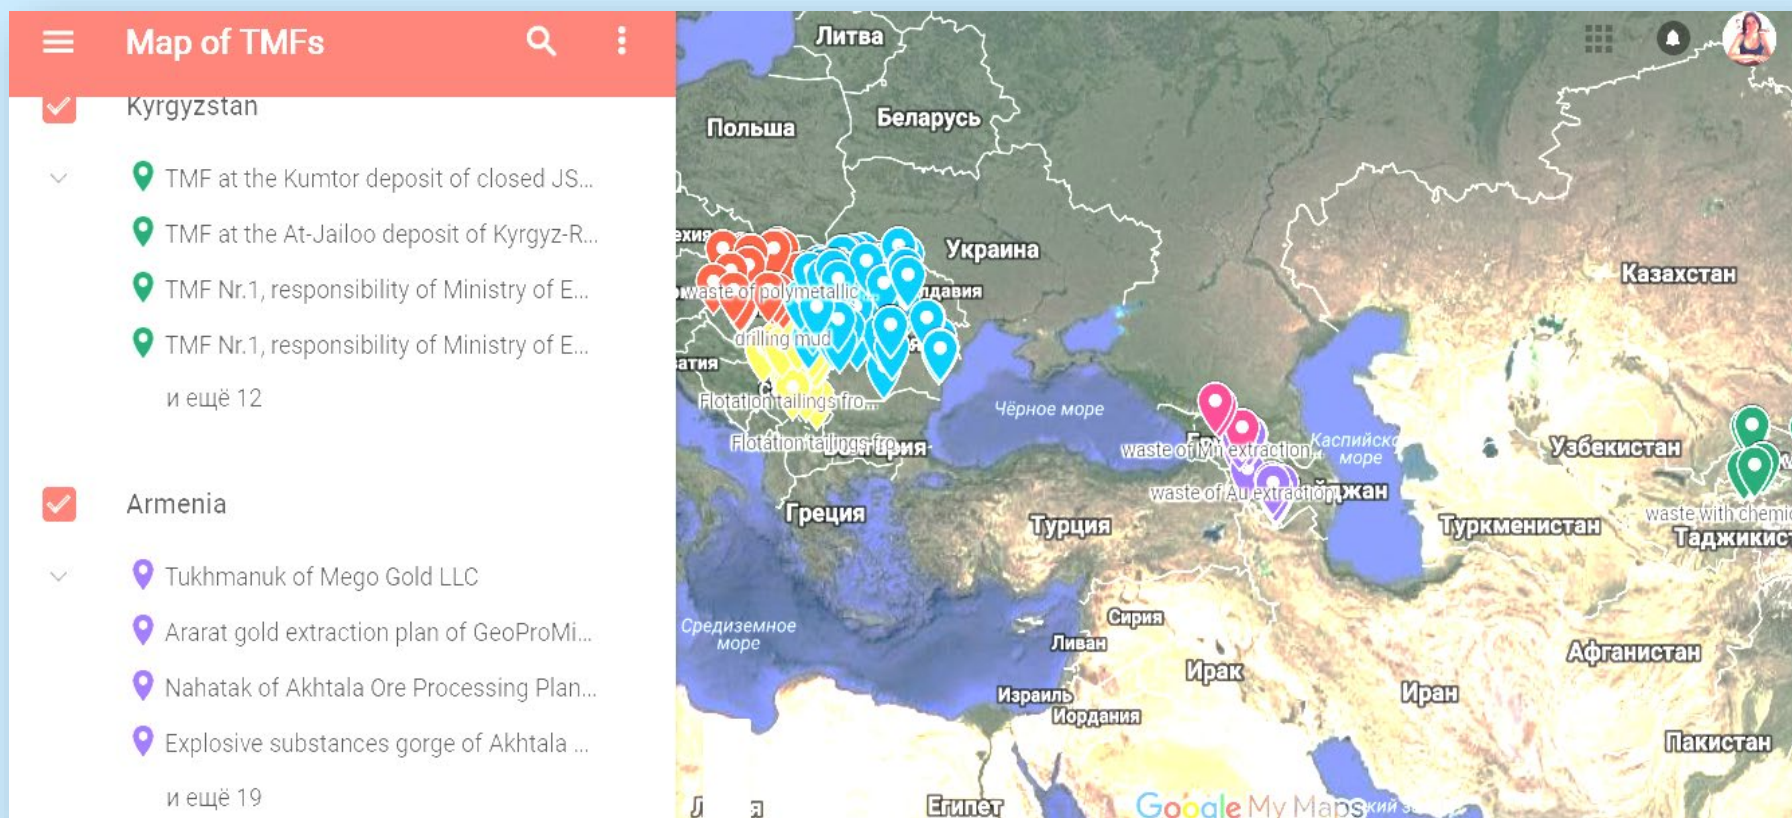 Map of TMFs
Kyrgyzstan
TMF at the Kumtor deposit of closed JS...
TMF at the At-Jailoo deposit of Kyrgyz-R...
TMF Nr.1, responsibility of Ministry of E...
TMF Nr.1, responsibility of Ministry of E...
и ещё 12
Armenia
Tukhmanuk of Mego Gold LLC
Ararat gold extraction plan of GeoProMi...
Nahatak of Akhtala Ore Processing Plan...
Explosive substances gorge of Akhtala ...
и ещё 19
Литва
Беларусь
Польша
Украина
Казахстан
waste of polymetallic...
drilling mud
Flotation tailings fro...
Flotation tailings fro...
Чёрное море
waste of Mn extraction...
Каспийско
море
Узбекистан
waste of Au extraction
Греция
Турция
Туркменистан
waste with chemic
Таджикист
Средиземное
море
Сирия
Ливан
Ирак
Афганистан
Израиль
Иордания
Иран
Пакистан
Египет
Google My Maps